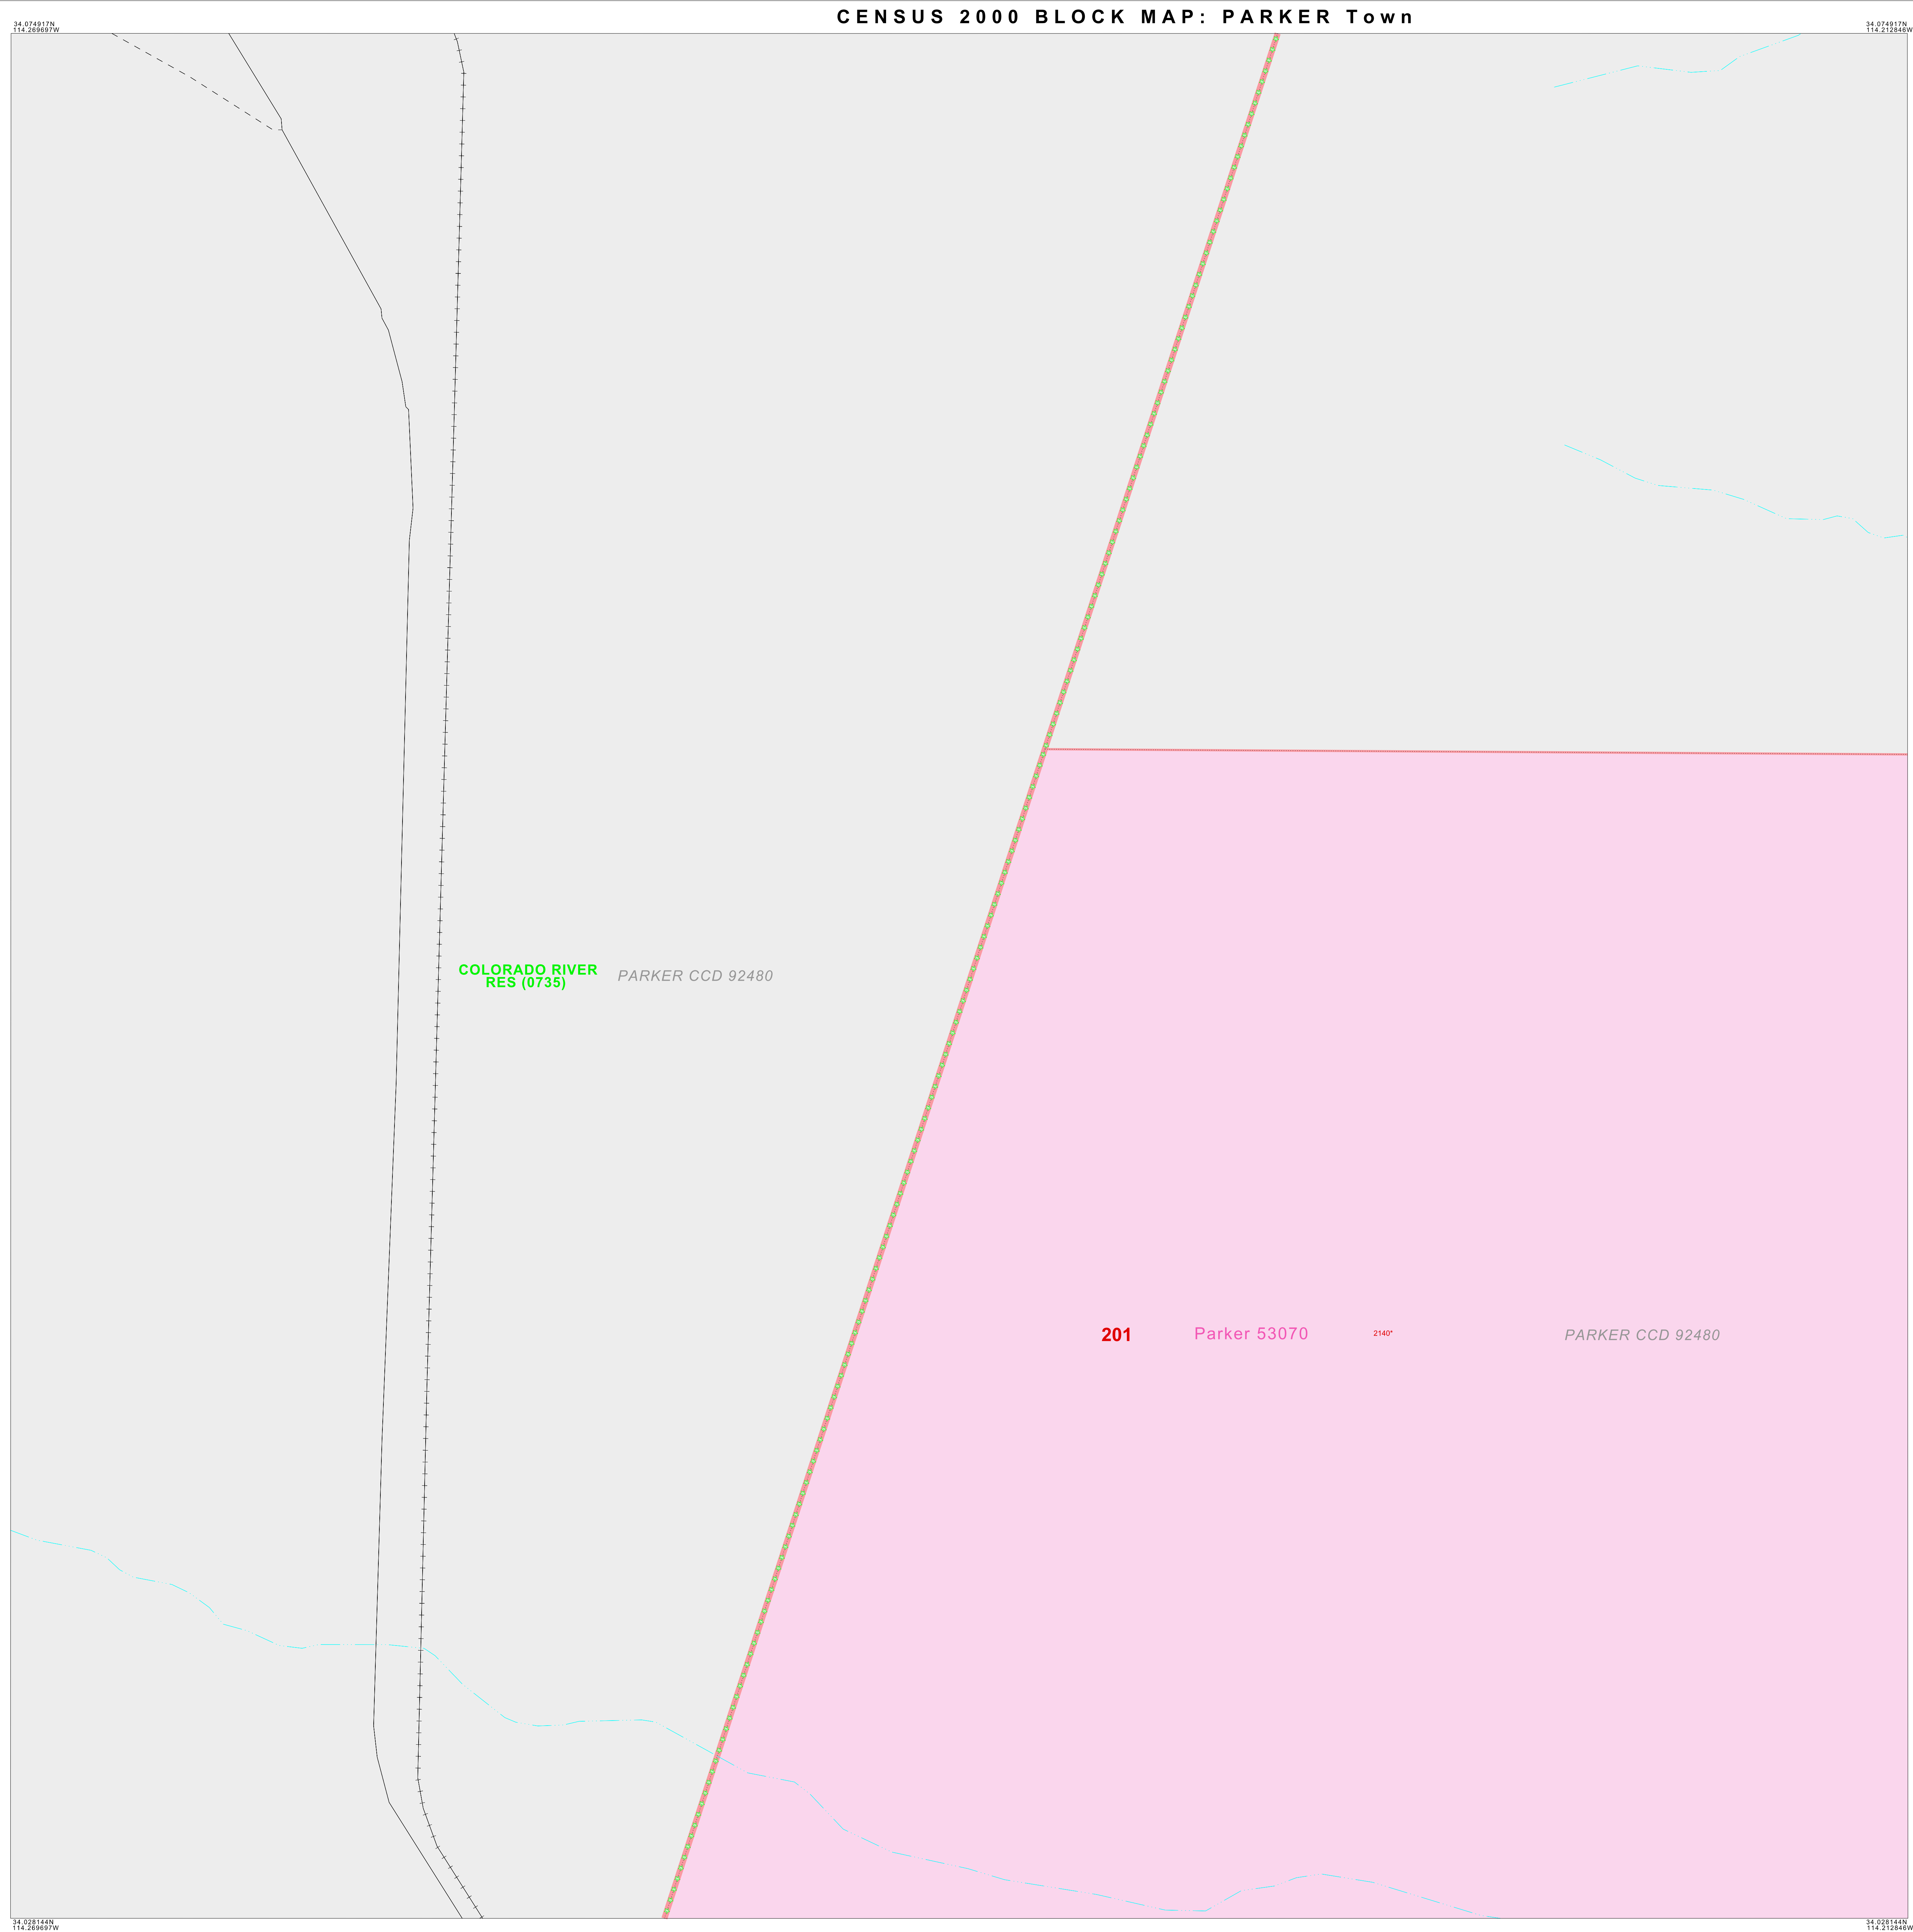 CENSUS 2000 BLOCK MAP: PARKER Town
34.074917N
114.269697W
34.074917N
114.212846W
COLORADO RIVER
RES (0735)
PARKER CCD 92480
201
Parker 53070
2140*
PARKER CCD 92480
34.028144N
114.269697W
34.028144N
114.212846W